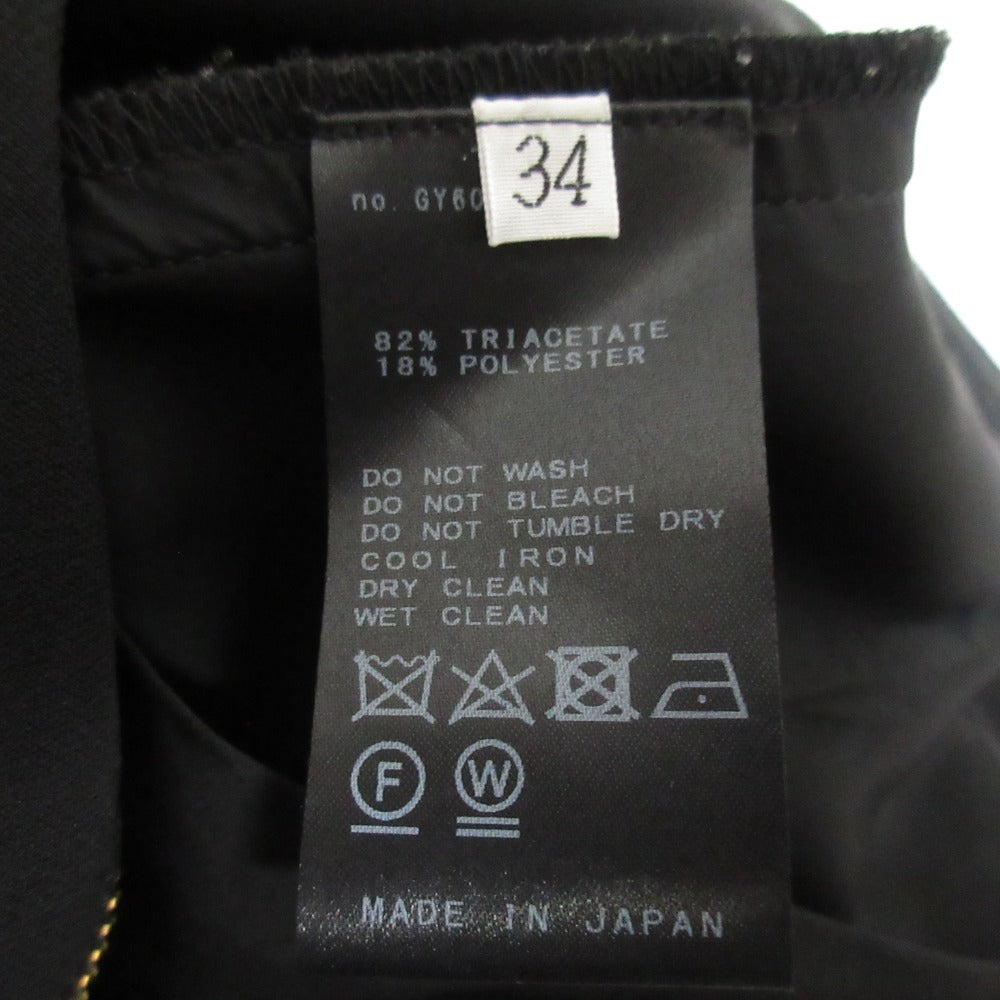 34
no. GY60
82% TRIACETATE
18% POLYESTER
DO NOT WASH
DO NOT BLEACH
DO NOT TUMBLE DRY
COOL IRON
DRY CLEAN
WET CLEAN
F W
MADE IN JAPAN